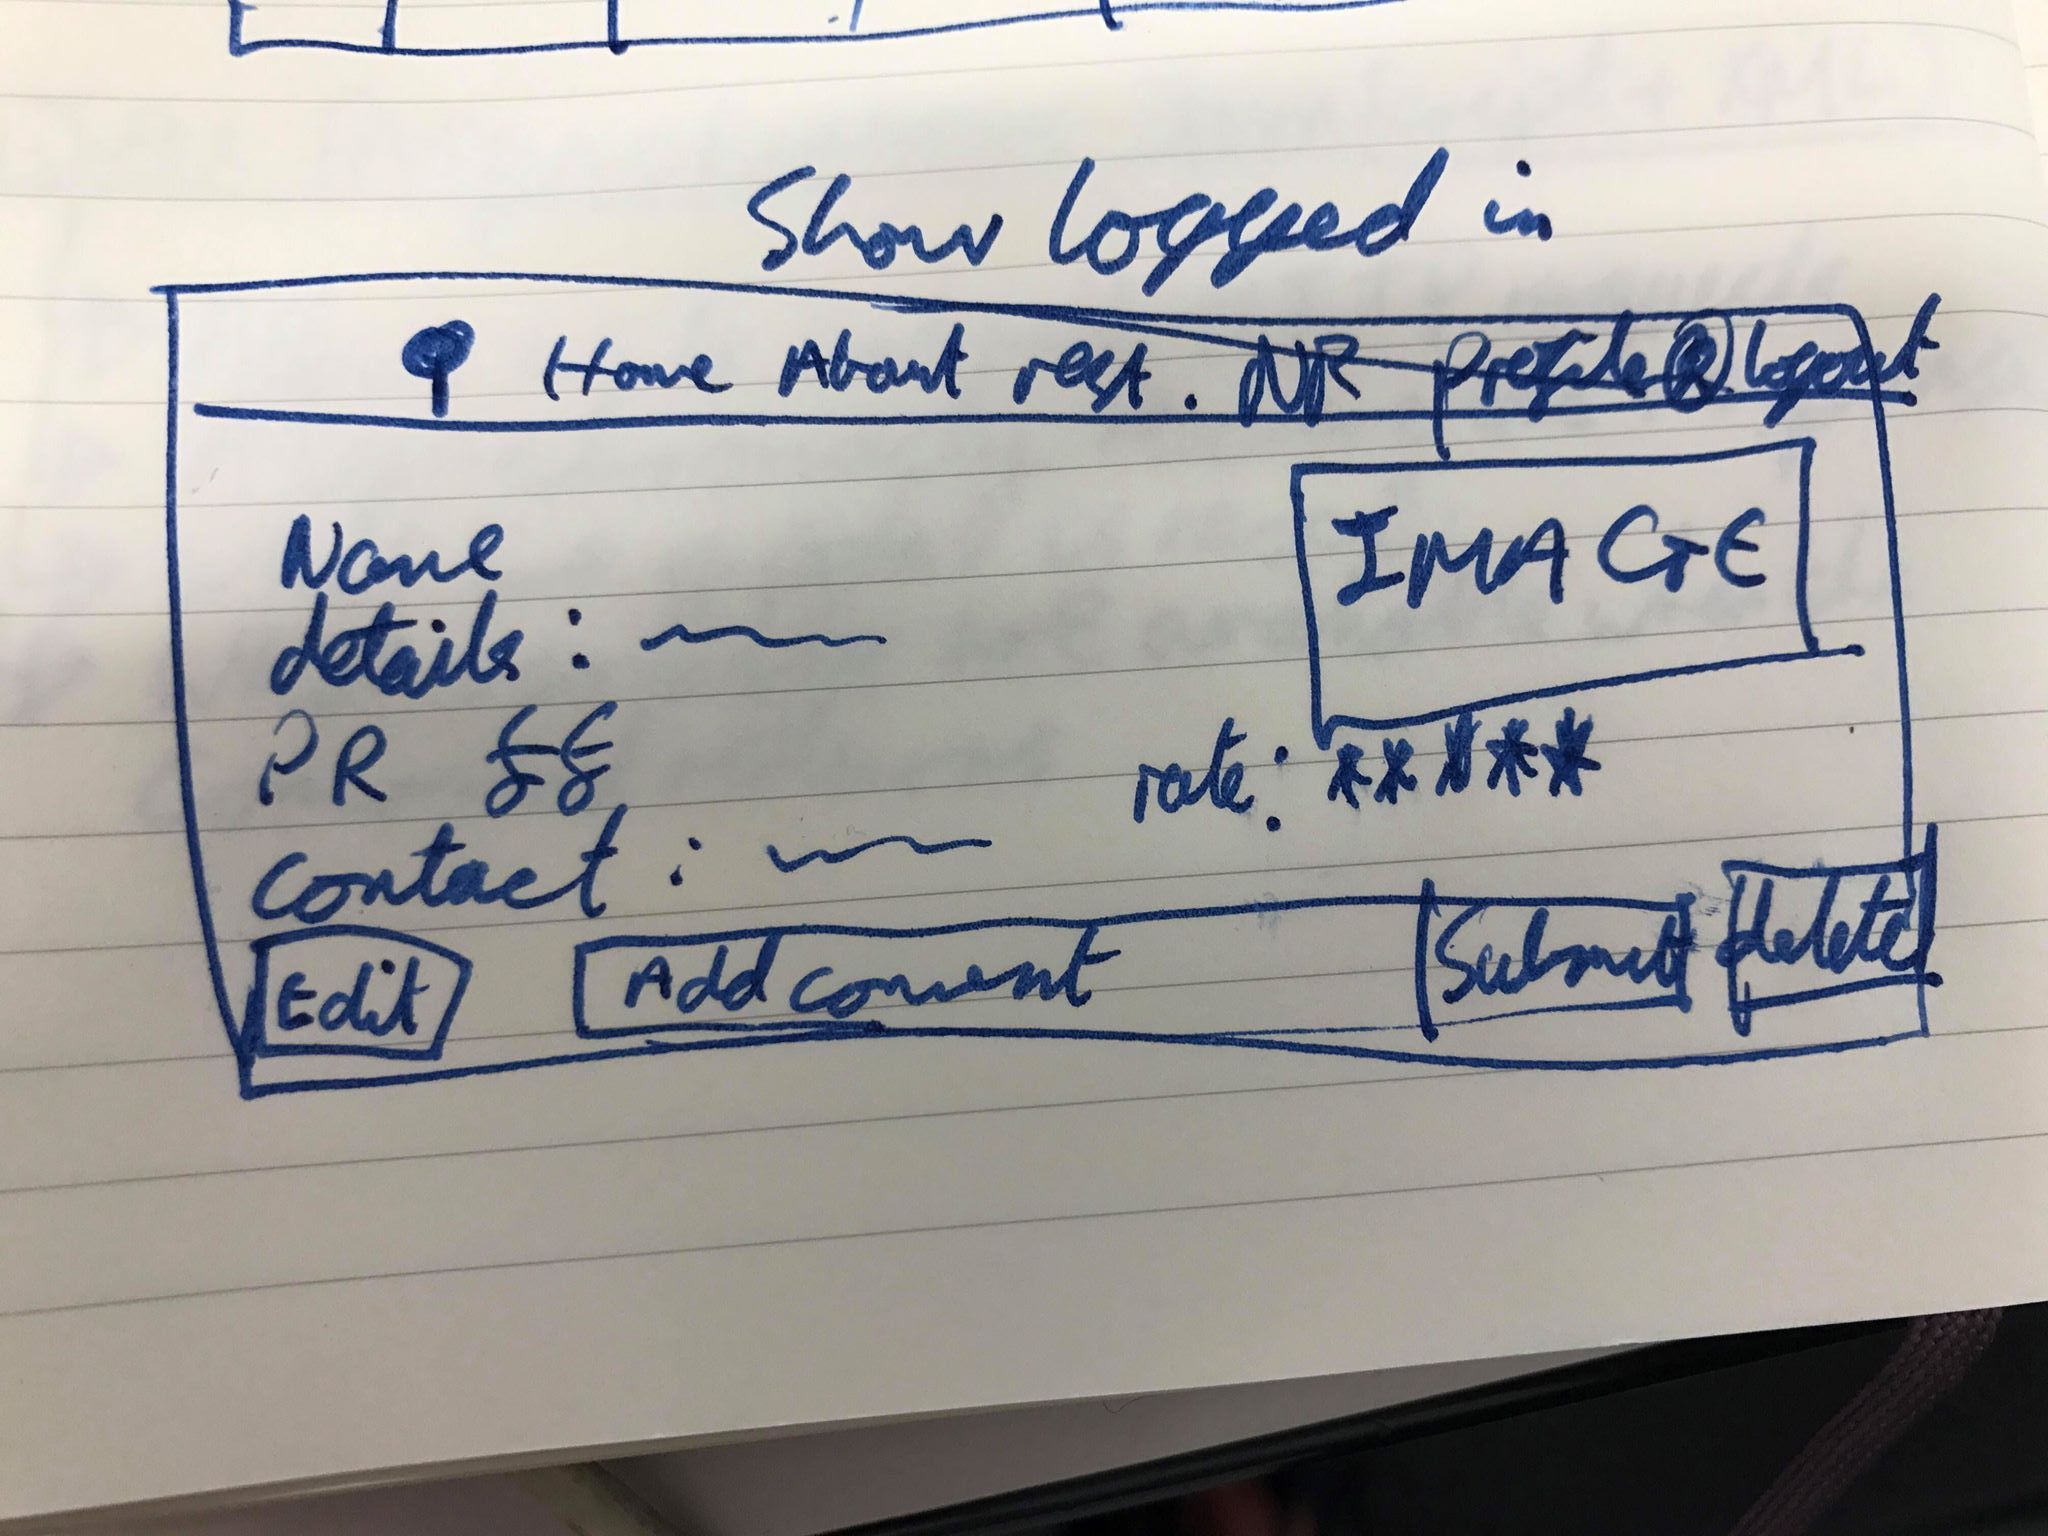 Show logged in
Home About rest. NR Profile logout
IMAGE
Name
details :
PR ££
rate: *****
contact :
Edit Add comment Submit delete